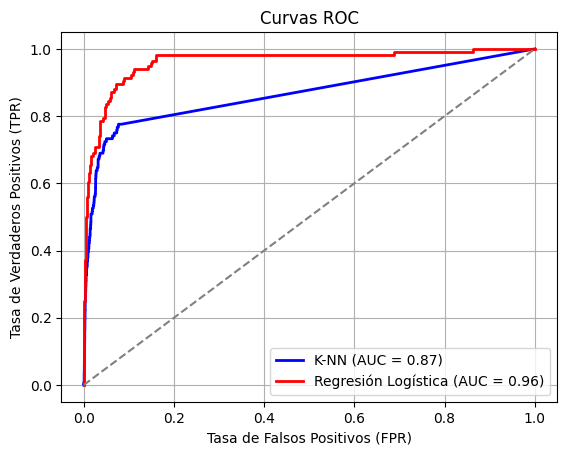 Curvas ROC
Tasa de Verdaderos Positivos (TPR)
1.0
0.8
0.6
0.4
0.2
0.0
0.0 0.2 0.4 0.6 0.8 1.0
Tasa de Falsos Positivos (FPR)
K-NN (AUC = 0.87)
Regresión Logística (AUC = 0.96)